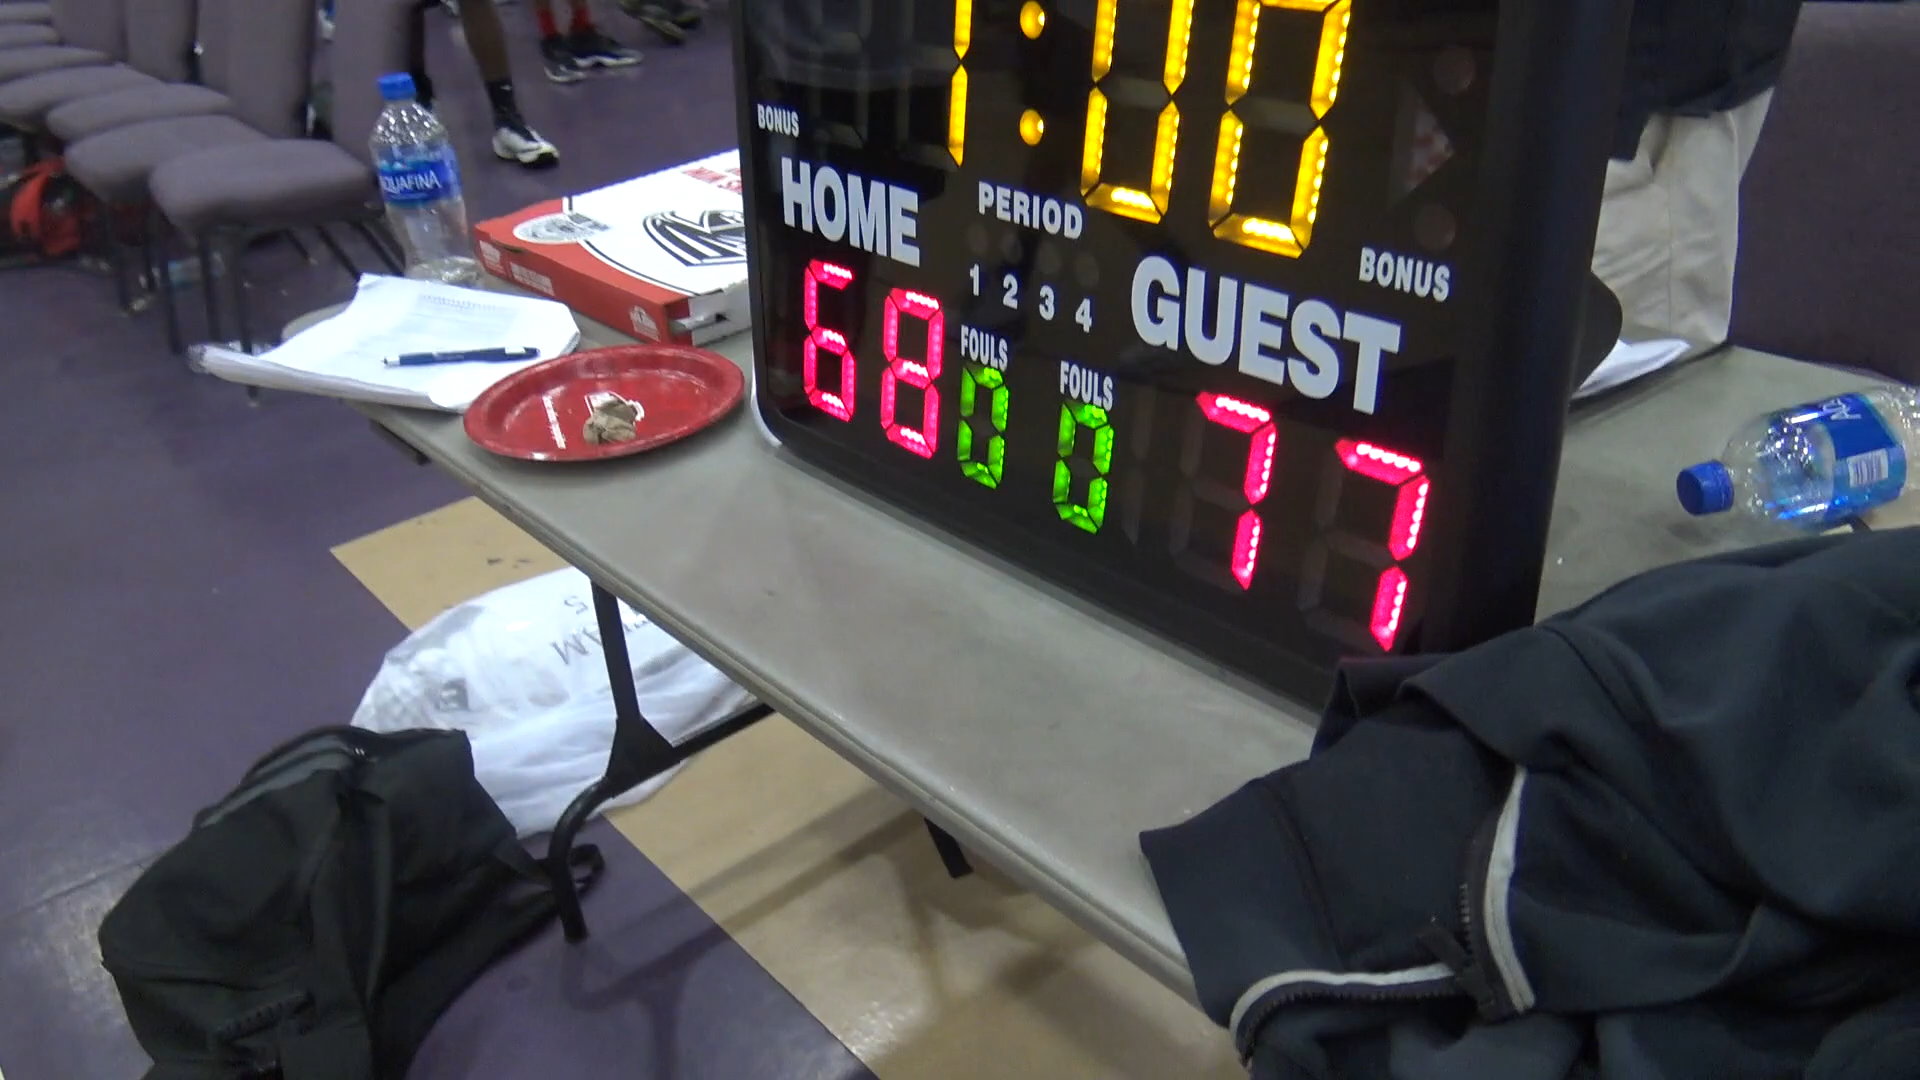 1:00
BONUS
HOME
PERIOD
BONUS
1 2 3 4
GUEST
68
FOULS
0
FOULS
0
77
AQUAFINA